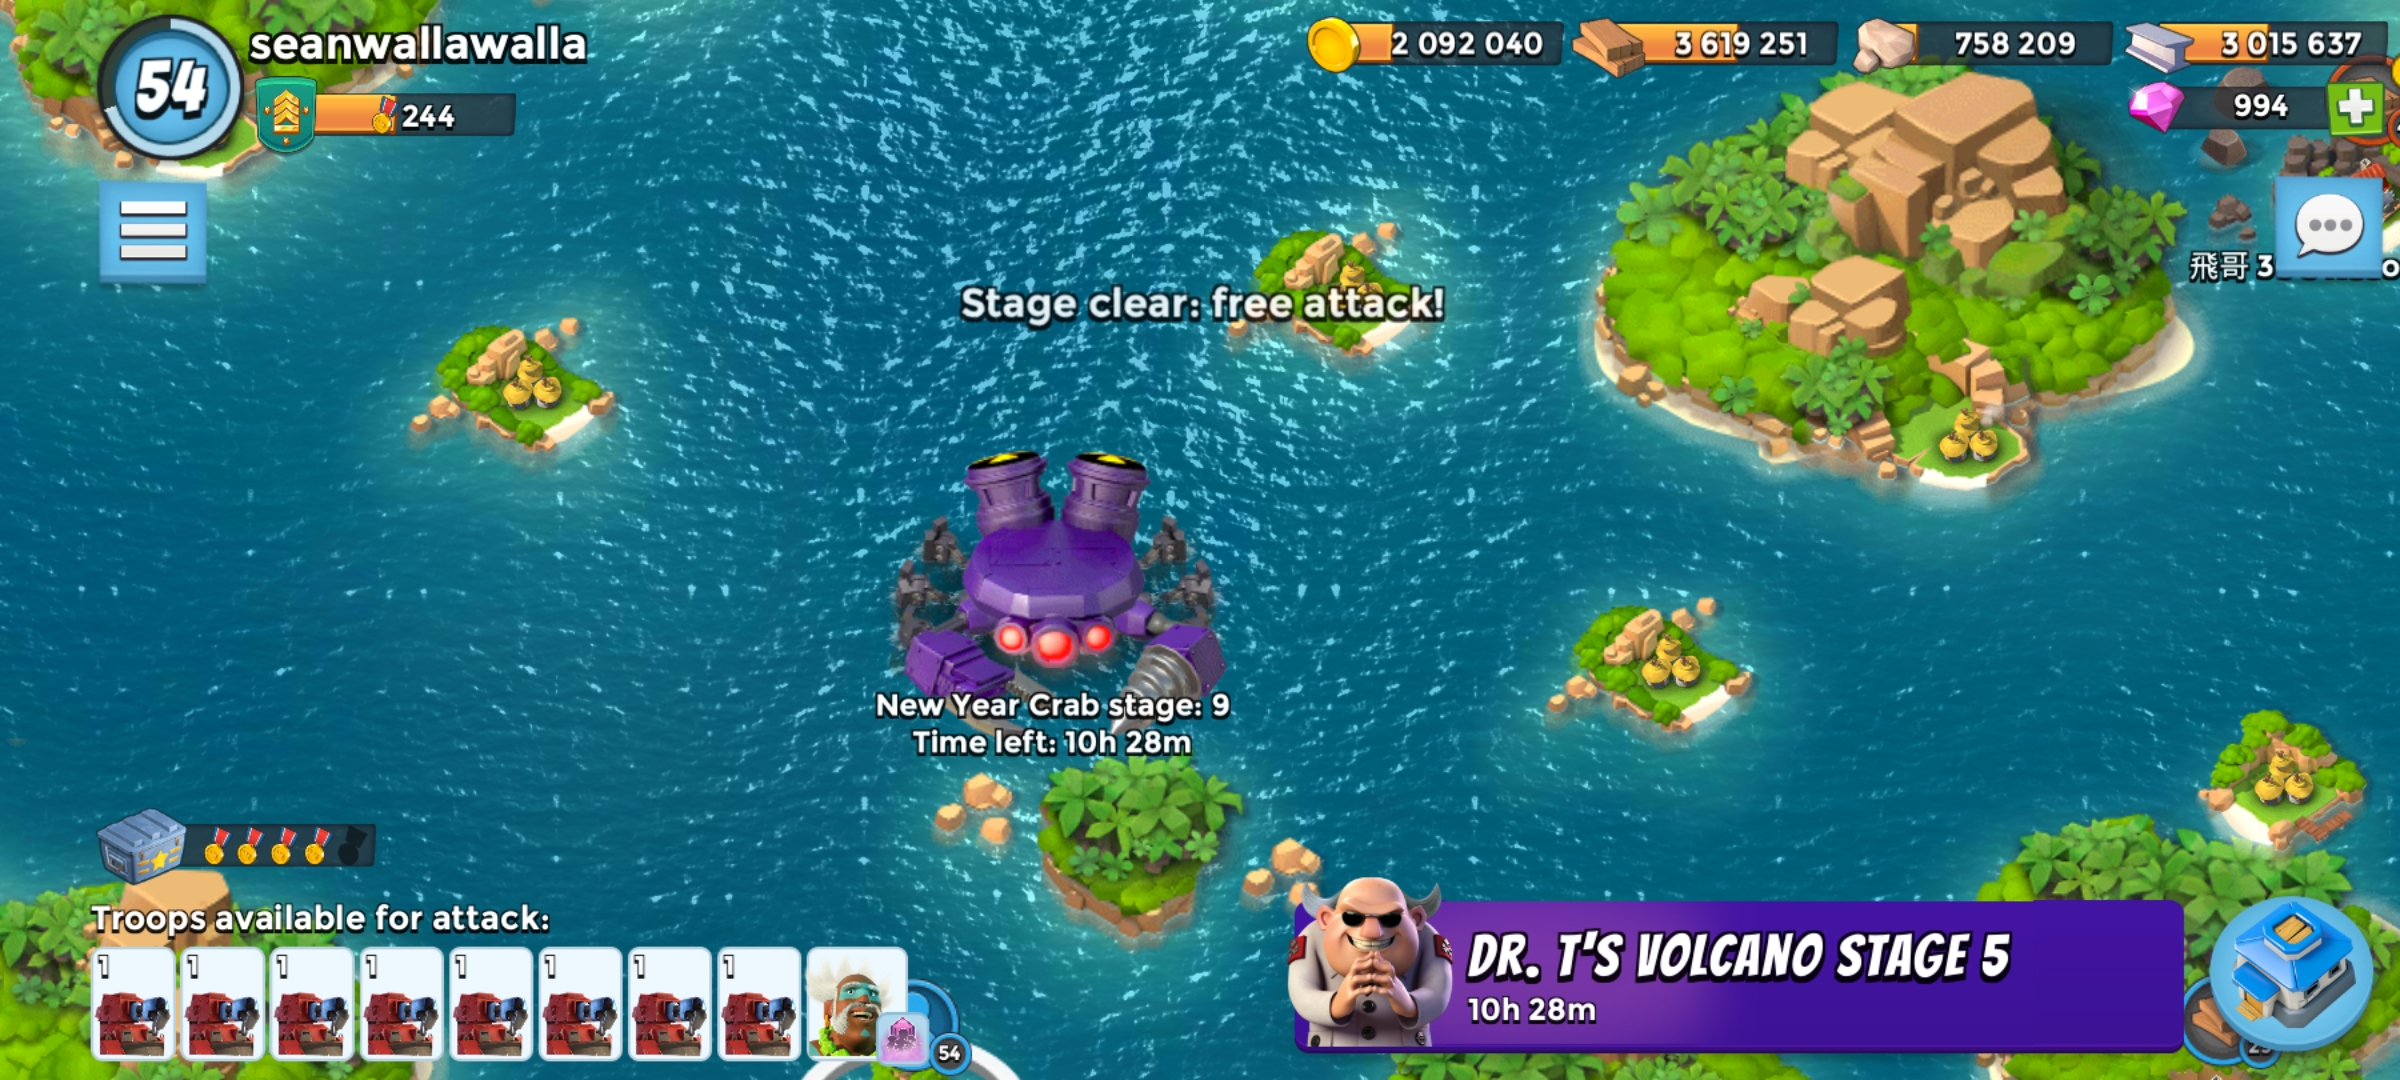 54
seanwallawalla
244
2 092 040
3 619 251
758 209
3 015 637
994
飛哥 3
Stage clear: free attack!
New Year Crab stage: 9
Time left: 10h 28m
Troops available for attack:
1 1 1 1 1 1 1 1
54
DR. T'S VOLCANO STAGE 5
10h 28m